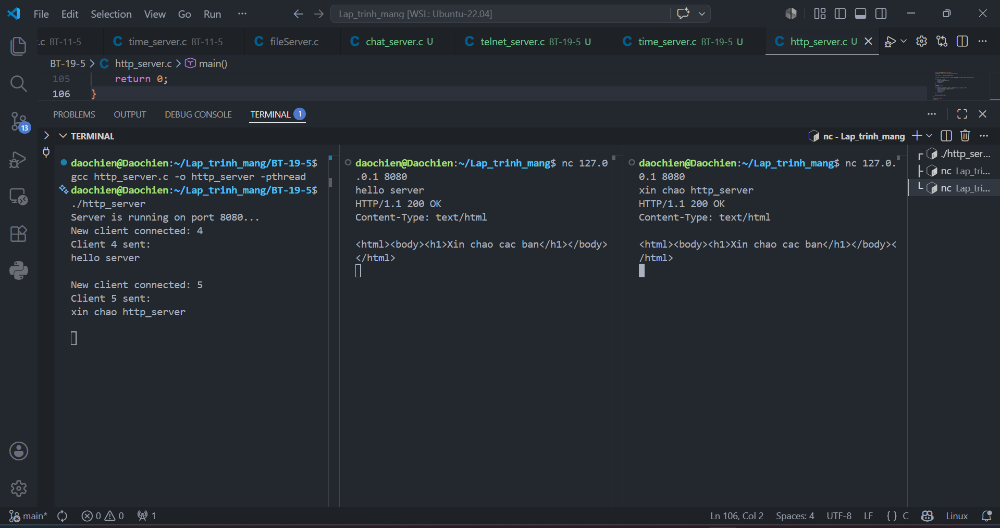 File Edit Selection View Go Run ···
Lap_trinh_mang [WSL: Ubuntu-22.04]
.c BT-11-5
time_server.c BT-11-5
fileServer.c
chat_server.c U
telnet_server.c BT-19-5 U
time_server.c BT-19-5 U
http_server.c U
BT-19-5 > C http_server.c > main()
105 return 0;
106 }
PROBLEMS OUTPUT DEBUG CONSOLE TERMINAL 1
13
TERMINAL
nc - Lap_trinh_mang
daochien@Daochien:~/Lap_trinh_mang/BT-19-5$
gcc http_server.c -o http_server -pthread
daochien@Daochien:~/Lap_trinh_mang/BT-19-5$
./http_server
Server is running on port 8080...
New client connected: 4
Client 4 sent:
hello server
New client connected: 5
Client 5 sent:
xin chao http_server
daochien@Daochien:~/Lap_trinh_mang$ nc 127.0
.0.1 8080
hello server
HTTP/1.1 200 OK
Content-Type: text/html
<html><body><h1>Xin chao cac ban</h1></body>
</html>
daochien@Daochien:~/Lap_trinh_mang$ nc 127.0.
0.1 8080
xin chao http_server
HTTP/1.1 200 OK
Content-Type: text/html
<html><body><h1>Xin chao cac ban</h1></body><
/html>
./http_ser...
nc Lap_tri...
nc Lap_tri...
main* 0 0 1
Ln 106, Col 2 Spaces: 4 UTF-8 LF { } C Linux